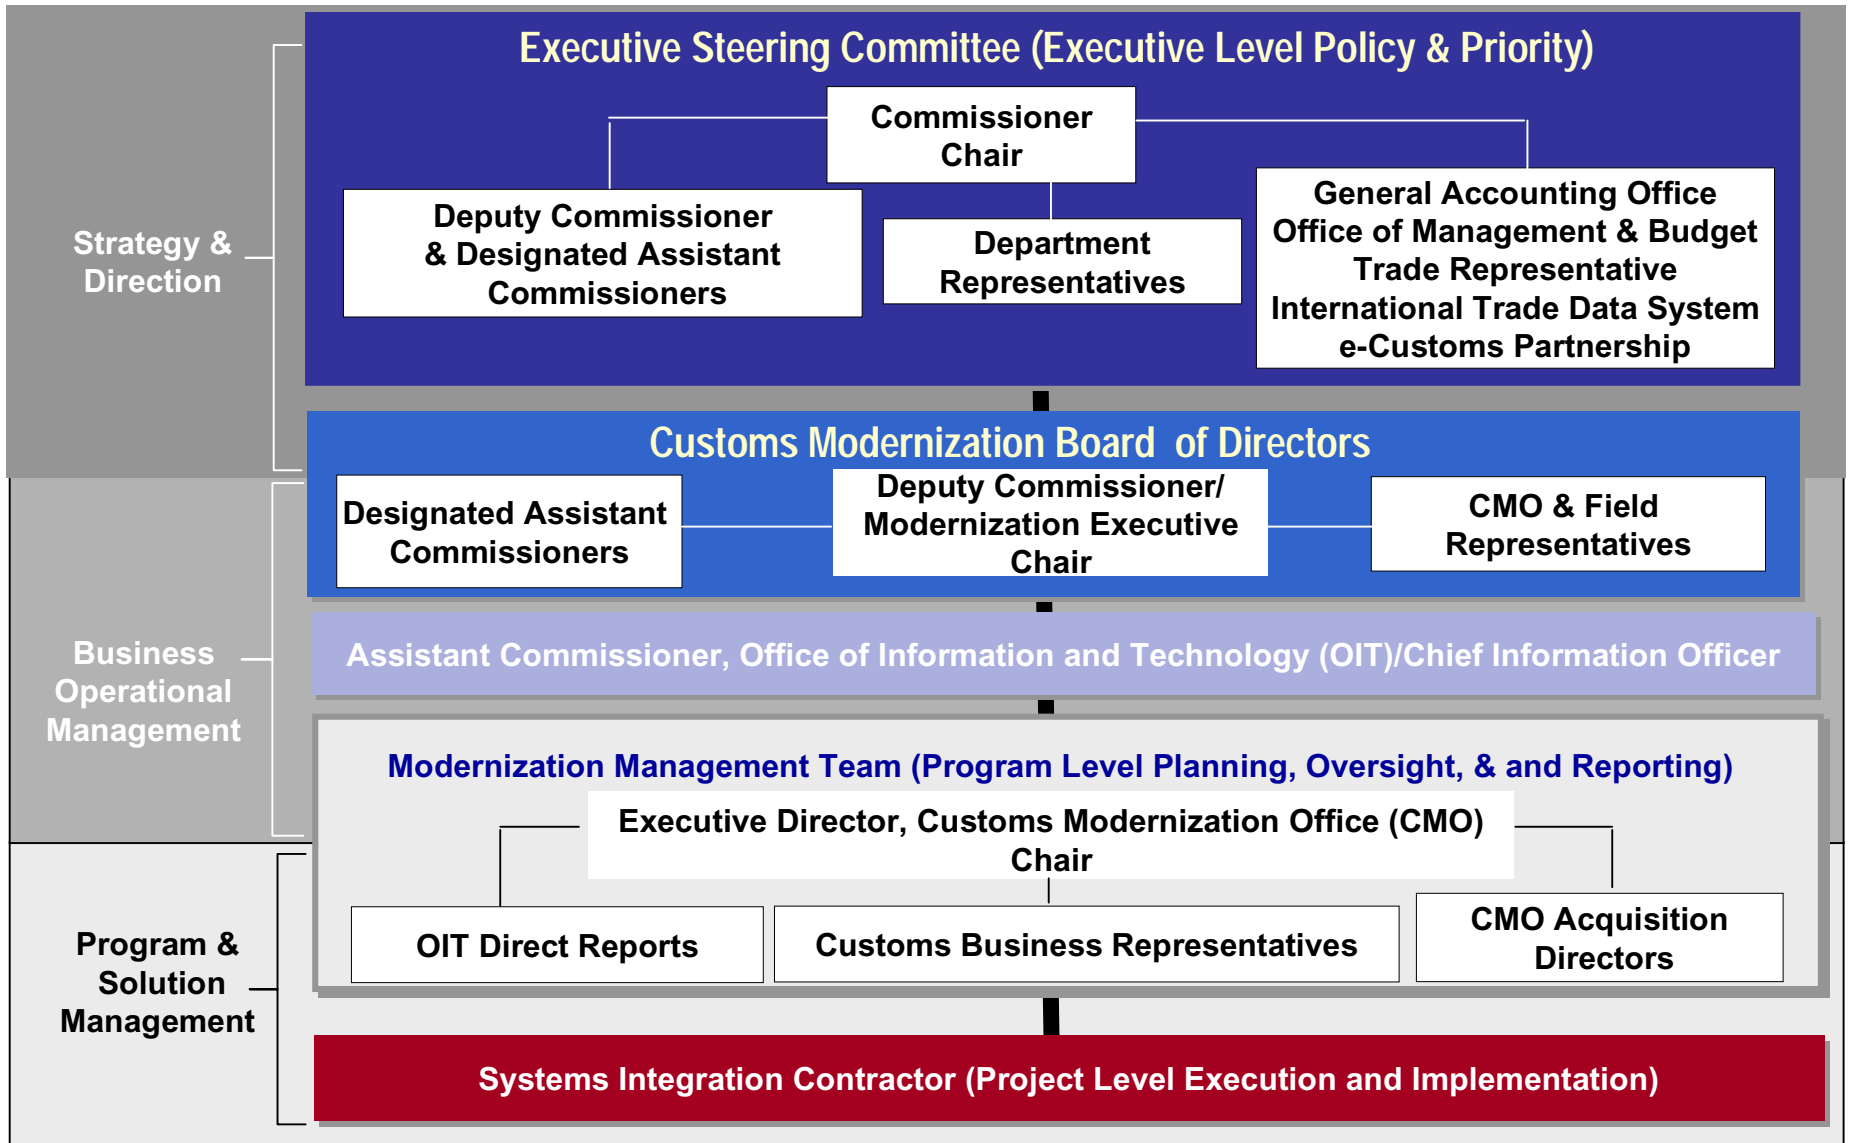 Executive Steering Committee (Executive Level Policy & Priority)
Commissioner
Chair
Deputy Commissioner
& Designated Assistant
Commissioners
Department
Representatives
General Accounting Office
Office of Management & Budget
Trade Representative
International Trade Data System
e-Customs Partnership
Strategy &
Direction
Customs Modernization Board of Directors
Designated Assistant
Commissioners
Deputy Commissioner/
Modernization Executive
Chair
CMO & Field
Representatives
Business
Operational
Management
Assistant Commissioner, Office of Information and Technology (OIT)/Chief Information Officer
Modernization Management Team (Program Level Planning, Oversight, & and Reporting)
Executive Director, Customs Modernization Office (CMO)
Chair
OIT Direct Reports
Customs Business Representatives
CMO Acquisition
Directors
Program &
Solution
Management
Systems Integration Contractor (Project Level Execution and Implementation)